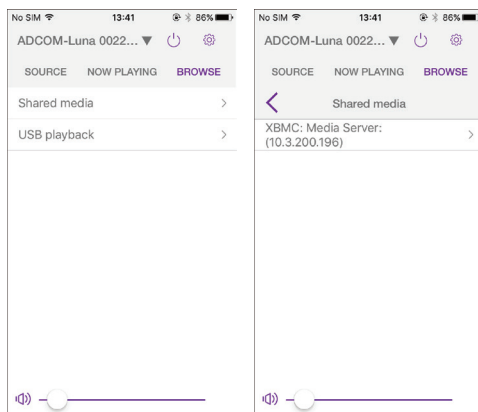 No SIM 13:41 86%
ADCOM-Luna 0022... ▼
SOURCE NOW PLAYING BROWSE
Shared media >
USB playback >
No SIM 13:41 86%
ADCOM-Luna 0022... ▼
SOURCE NOW PLAYING BROWSE
Shared media
XBMC: Media Server:
(10.3.200.196) >